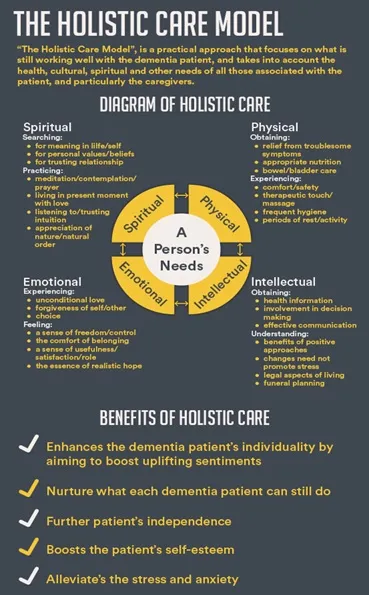 THE HOLISTIC CARE MODEL
“The Holistic Care Model”, is a practical approach that focuses on what is
still working well with the dementia patient, and takes into account the
health, cultural, spiritual and other needs of all those associated with the
patient, and particularly the caregivers.
DIAGRAM OF HOLISTIC CARE
Spiritual
Searching:
• for meaning in lilfe/self
• for personal values/beliefs
• for trusting relationship
Practicing:
• meditation/contemplation/
prayer
• living in present moment
with love
• listening to/trusting
intuition
• appreciation of
nature/natural
order
Physical
Obtaining:
• relief from troublesome
symptoms
• appropriate nutrition
• bowel/bladder care
Experiencing:
• comfort/safety
• therapeutic touch/
massage
• frequent hygiene
• periods of rest/activity
Spiritual
Physical
A
Person's
Needs
Emotional
Intellectual
Emotional
Experiencing:
• unconditional love
• forgiveness of self/other
• choice
Feeling:
• a sense of freedom/control
• the comfort of belonging
• a sense of usefulness/
satisfaction/role
• the essence of realistic hope
Intellectual
Obtaining:
• health information
• involvement in decision
making
• effective communication
Understanding:
• benefits of positive
approaches
• changes need not
promote stress
• legal aspects of living
• funeral planning
BENEFITS OF HOLISTIC CARE
Enhances the dementia patient's individuality by
aiming to boost uplifting sentiments
Nurture what each dementia patient can still do
Further patient's independence
Boosts the patient's self-esteem
Alleviate's the stress and anxiety